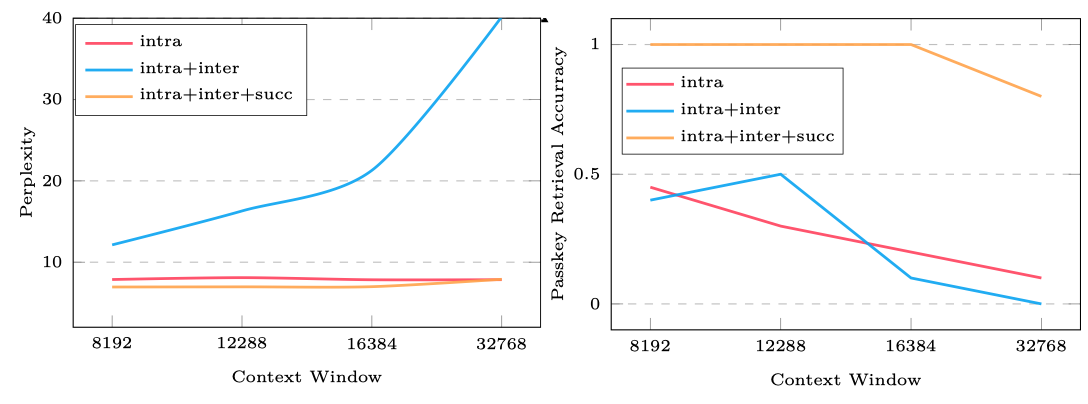 40
30
20
10
Perplexity
intra
intra+inter
intra+inter+succ
8192
12288
16384
32768
Context Window
1
0.5
0
Passkey Retrieval Accurracy
intra
intra+inter
intra+inter+succ
8192
12288
16384
32768
Context Window